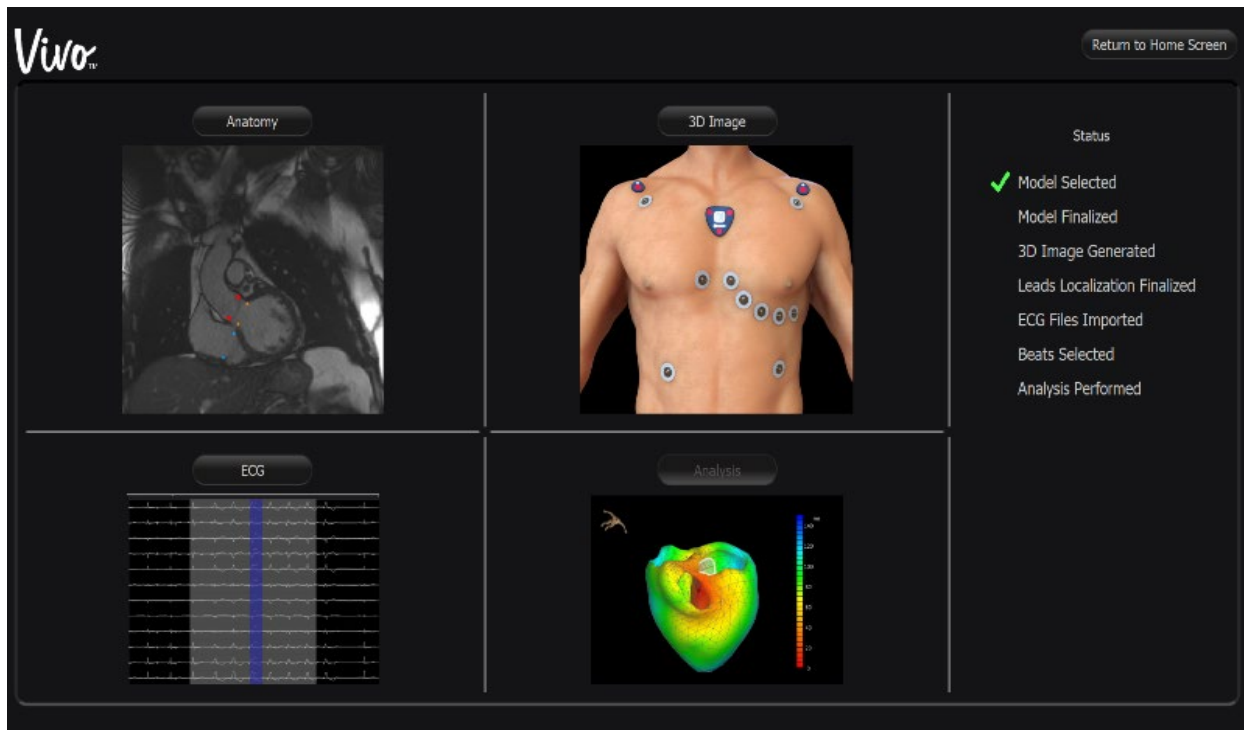 Vivo™
Return to Home Screen
Anatomy
3D Image
Status
Model Selected
Model Finalized
3D Image Generated
Leads Localization Finalized
ECG Files Imported
Beats Selected
Analysis Performed
ECG
Analysis